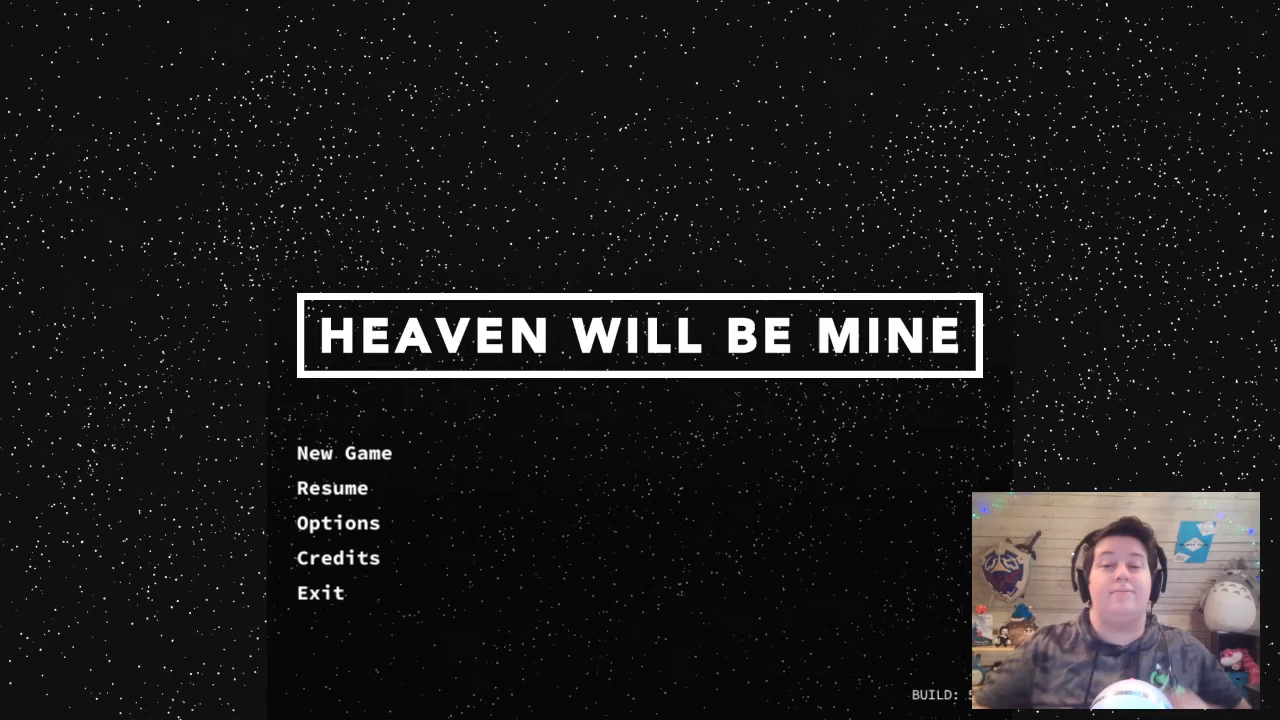 HEAVEN WILL BE MINE
New Game
Resume
Options
Credits
Exit
BUILD: